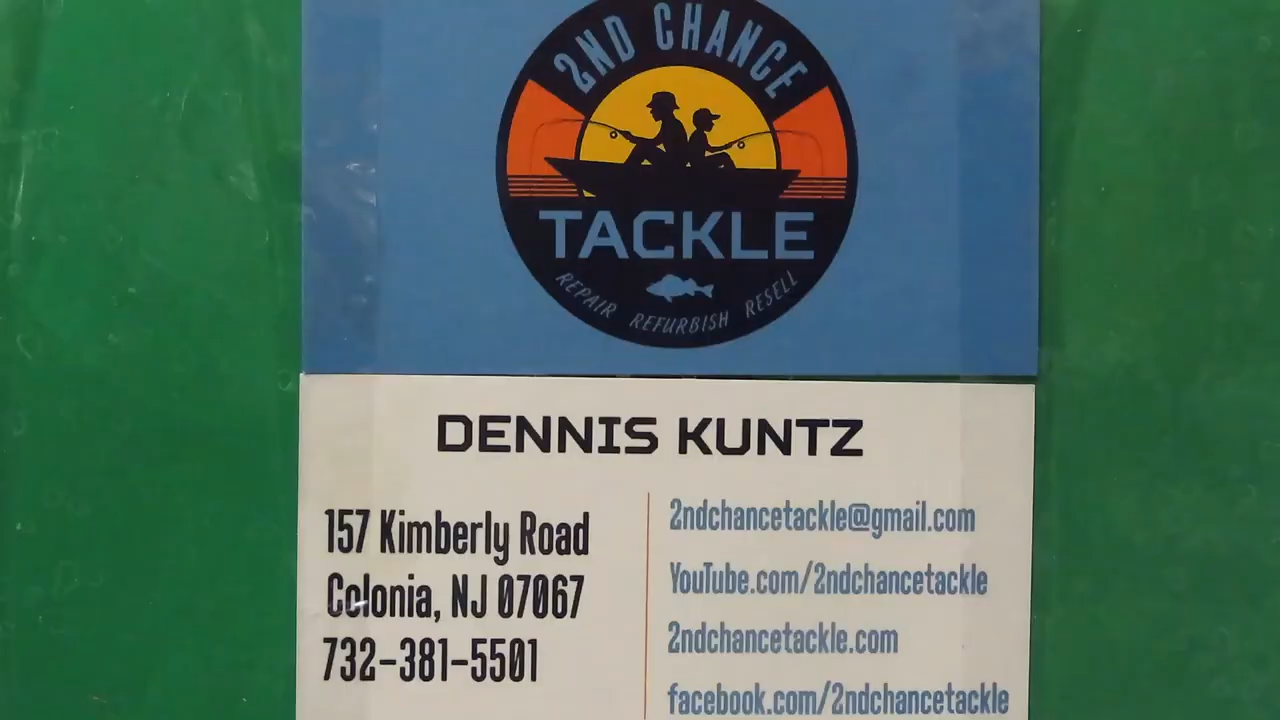 2ND CHANCE
TACKLE
REPAIR REFURBISH RESELL
DENNIS KUNTZ
157 Kimberly Road
Colonia, NJ 07067
732-381-5501
2ndchancetackle@gmail.com
YouTube.com/2ndchancetackle
2ndchancetackle.com
facebook.com/2ndchancetackle